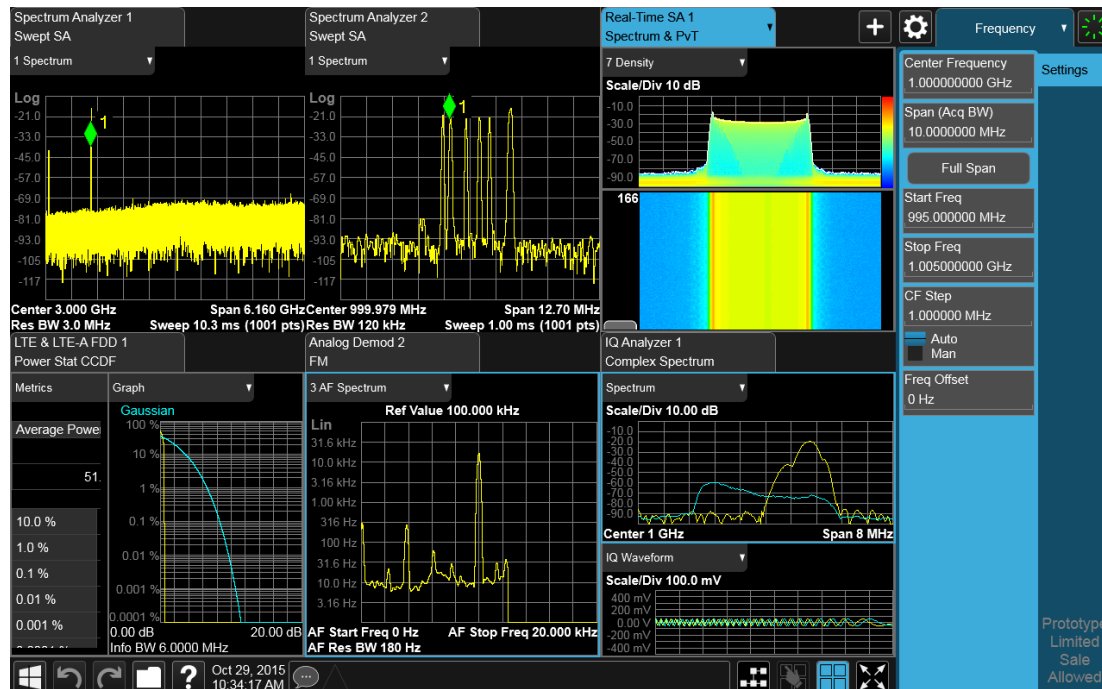 Spectrum Analyzer 1
Swept SA
Spectrum Analyzer 2
Swept SA
Real-Time SA 1
Spectrum & PvT
Frequency
1 Spectrum
1 Spectrum
7 Density
Scale/Div 10 dB
Log
-21.0
-33.0
-45.0
-57.0
-69.0
-81.0
-93.0
-105
-117
1
Center 3.000 GHz
Span 6.160 GHz
Res BW 3.0 MHz
Sweep 10.3 ms (1001 pts)
Log
-21.0
-33.0
-45.0
-57.0
-69.0
-81.0
-93.0
-105
-117
1
Center 999.979 MHz
Span 12.70 MHz
Res BW 120 kHz
Sweep 1.00 ms (1001 pts)
-10.0
-30.0
-50.0
-70.0
-90.0
166
Center Frequency
1.000000000 GHz
Settings
Span (Acq BW)
10.0000000 MHz
Full Span
Start Freq
995.000000 MHz
Stop Freq
1.005000000 GHz
CF Step
1.000000 MHz
Auto
Man
Freq Offset
0 Hz
LTE & LTE-A FDD 1
Power Stat CCDF
Analog Demod 2
FM
IQ Analyzer 1
Complex Spectrum
Metrics
Graph
Average Powe
51.
10.0 %
1.0 %
0.1 %
0.01 %
0.001 %
Gaussian
100 %
10 %
1 %
0.1 %
0.01 %
0.001 %
0.0001 %
0.00 dB
20.00 dB
Info BW 6.0000 MHz
3 AF Spectrum
Ref Value 100.000 kHz
Lin
31.6 kHz
10.0 kHz
3.16 kHz
1.00 kHz
316 Hz
100 Hz
31.6 Hz
10.0 Hz
3.16 Hz
AF Start Freq 0 Hz
AF Stop Freq 20.000 kHz
AF Res BW 180 Hz
Spectrum
Scale/Div 10.00 dB
-10.0
-20.0
-30.0
-40.0
-50.0
-60.0
-70.0
-80.0
-90.0
Center 1 GHz
Span 8 MHz
IQ Waveform
Scale/Div 100.0 mV
400 mV
200 mV
0.00 V
-200 mV
-400 mV
Prototype
Limited
Sale
Allowed
?
Oct 29, 2015
10:34:17 AM